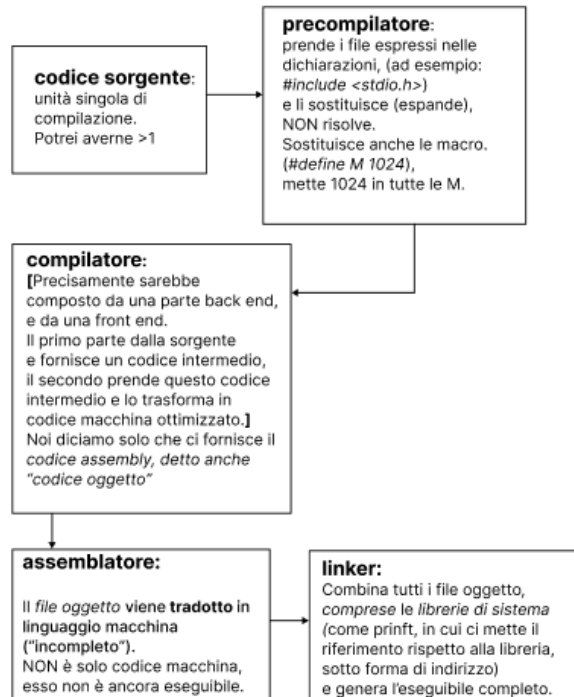 codice sorgente:
unità singola di
compilazione.
Potrei averne >1
precompilatore:
prende i file espressi nelle
dichiarazioni, (ad esempio:
#include <stdio.h>)
e li sostituisce (espande),
NON risolve.
Sostituisce anche le macro.
(#define M 1024),
mette 1024 in tutte le M.
compilatore:
[Precisamente sarebbe
composto da una parte back end,
e da una front end.
Il primo parte dalla sorgente
e fornisce un codice intermedio,
il secondo prende questo codice
intermedio e lo trasforma in
codice macchina ottimizzato.]
Noi diciamo solo che ci fornisce il
codice assembly, detto anche
"codice oggetto"
assemblatore:
Il file oggetto viene tradotto in
linguaggio macchina
("incompleto").
NON è solo codice macchina,
esso non è ancora eseguibile.
linker:
Combina tutti i file oggetto,
comprese le librerie di sistema
(come prinft, in cui ci mette il
riferimento rispetto alla libreria,
sotto forma di indirizzo)
e genera l'eseguibile completo.